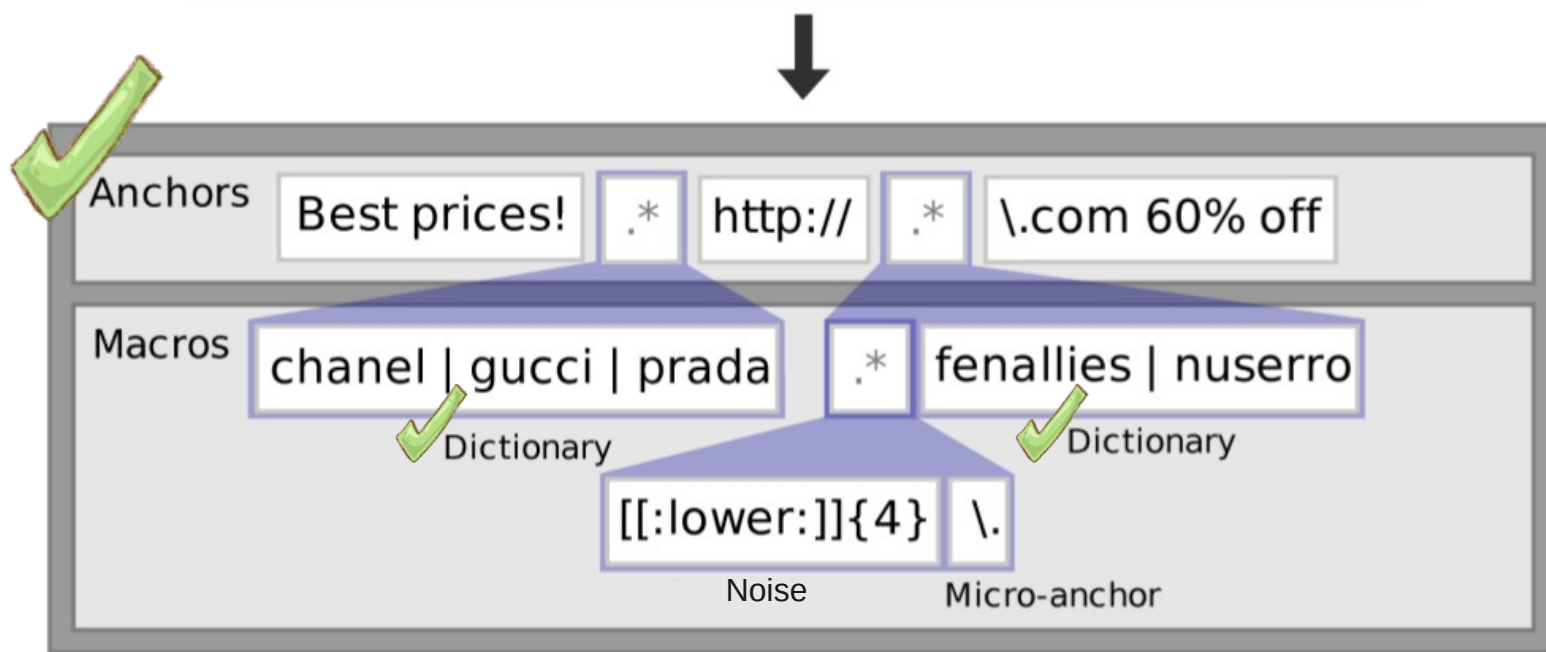 Anchors Best prices! .* http:// .* \.com 60% off
Macros chanel | gucci | prada .* fenallies | nuserro
Dictionary Dictionary
[[:lower:]]{4} \.
Noise Micro-anchor